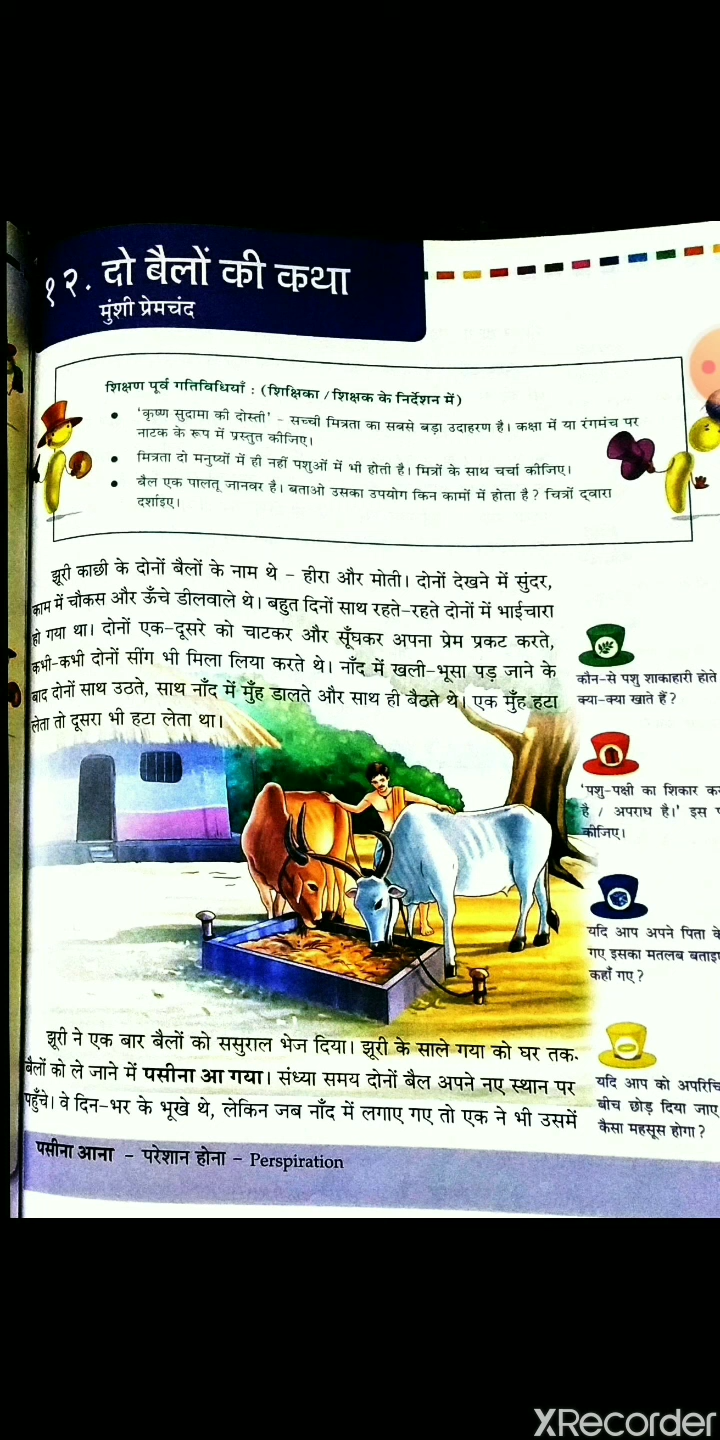 १२. दो बैलों की कथा
मुंशी प्रेमचंद
शिक्षण पूर्व गतिविधियाँ : (शिक्षिका / शिक्षक के निर्देशन में)
• 'कृष्ण सुदामा की दोस्ती' – सच्ची मित्रता का सबसे बड़ा उदाहरण है। कक्षा में या रंगमंच पर
नाटक के रूप में प्रस्तुत कीजिए।
• मित्रता दो मनुष्यों में ही नहीं पशुओं में भी होती है। मित्रों के साथ चर्चा कीजिए।
• बैल एक पालतू जानवर है। बताओ उसका उपयोग किन कामों में होता है? चित्रों द्वारा
दर्शाइए।
झूरी काछी के दोनों बैलों के नाम थे – हीरा और मोती। दोनों देखने में सुंदर,
काम में चौकस और ऊँचे डीलवाले थे। बहुत दिनों साथ रहते-रहते दोनों में भाईचारा
हो गया था। दोनों एक-दूसरे को चाटकर और सूँघकर अपना प्रेम प्रकट करते,
कभी-कभी दोनों सींग भी मिला लिया करते थे। नाँद में खली-भूसा पड़ जाने के
बाद दोनों साथ उठते, साथ नाँद में मुँह डालते और साथ ही बैठते थे। एक मुँह हटा
लेता तो दूसरा भी हटा लेता था।
कौन-से पशु शाकाहारी होते
क्या-क्या खाते हैं?
'पशु-पक्षी का शिकार
है / अपराध है।' इस
कीजिए।
यदि आप अपने पिता
गए इसका मतलब
कहाँ गए?
यदि आप को
बीच छोड़ दिया जाए
कैसा महसूस होगा?
झूरी ने एक बार बैलों को ससुराल भेज दिया। झूरी के साले गया को घर तक
बैलों को ले जाने में पसीना आ गया। संध्या समय दोनों बैल अपने नए स्थान पर
पहुँचे। वे दिन-भर के भूखे थे, लेकिन जब नाँद में लगाए गए तो एक ने भी उसमें
पसीना आना – परेशान होना – Perspiration
XRecorder